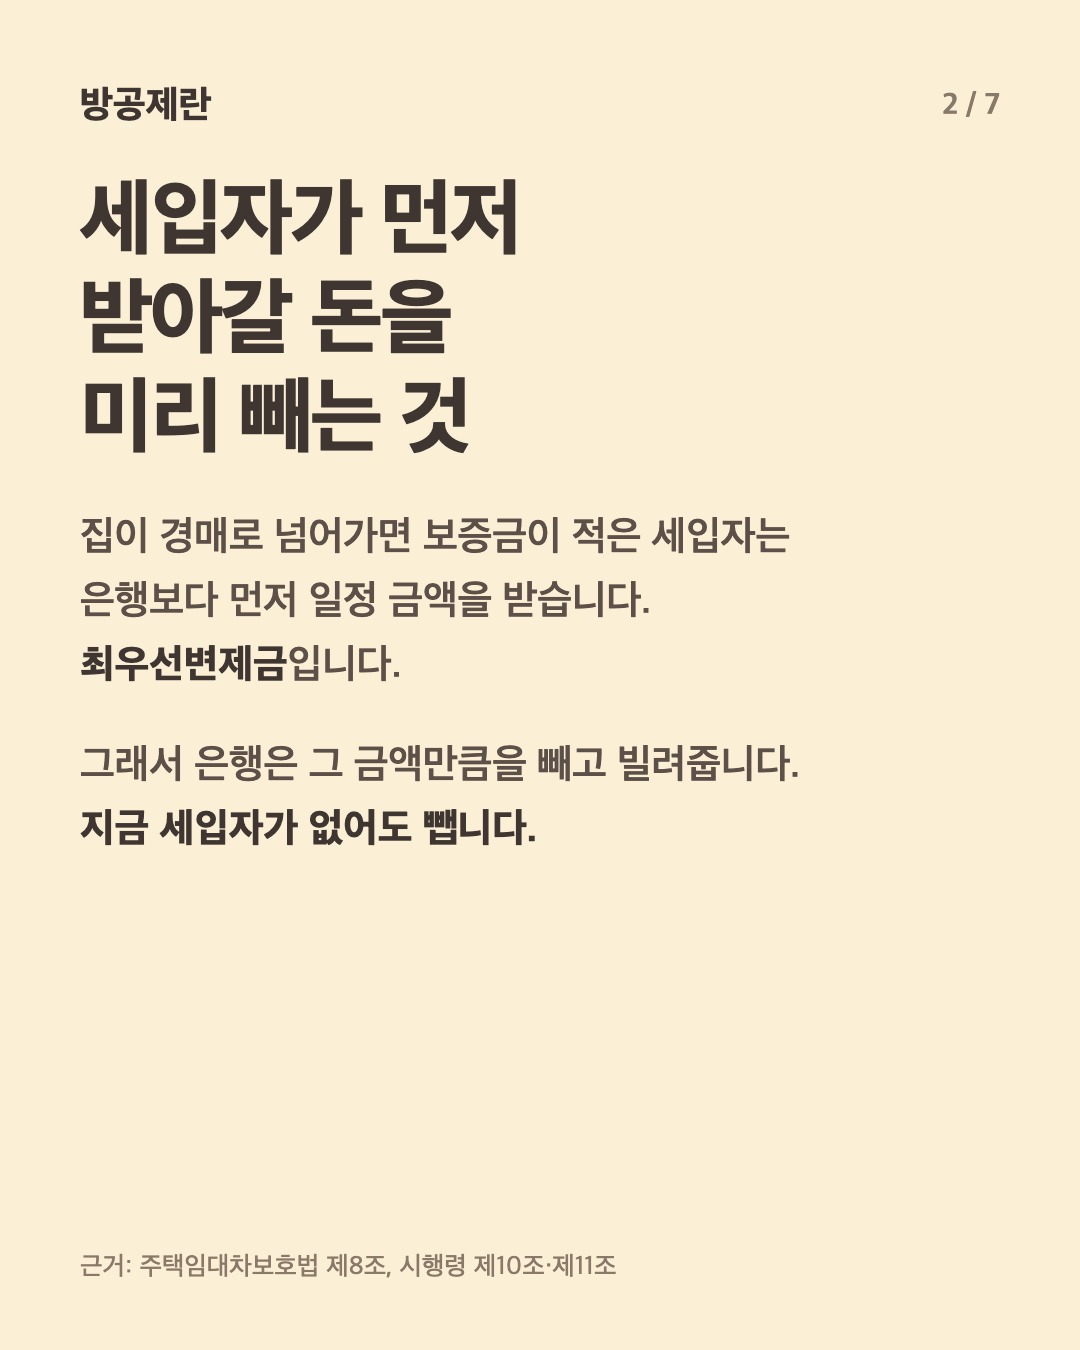 방공제란
2 / 7
세입자가 먼저
받아갈 돈을
미리 빼는 것
집이 경매로 넘어가면 보증금이 적은 세입자는
은행보다 먼저 일정 금액을 받습니다.
최우선변제금입니다.
그래서 은행은 그 금액만큼을 빼고 빌려줍니다.
지금 세입자가 없어도 뺍니다.
근거: 주택임대차보호법 제8조, 시행령 제10조·제11조